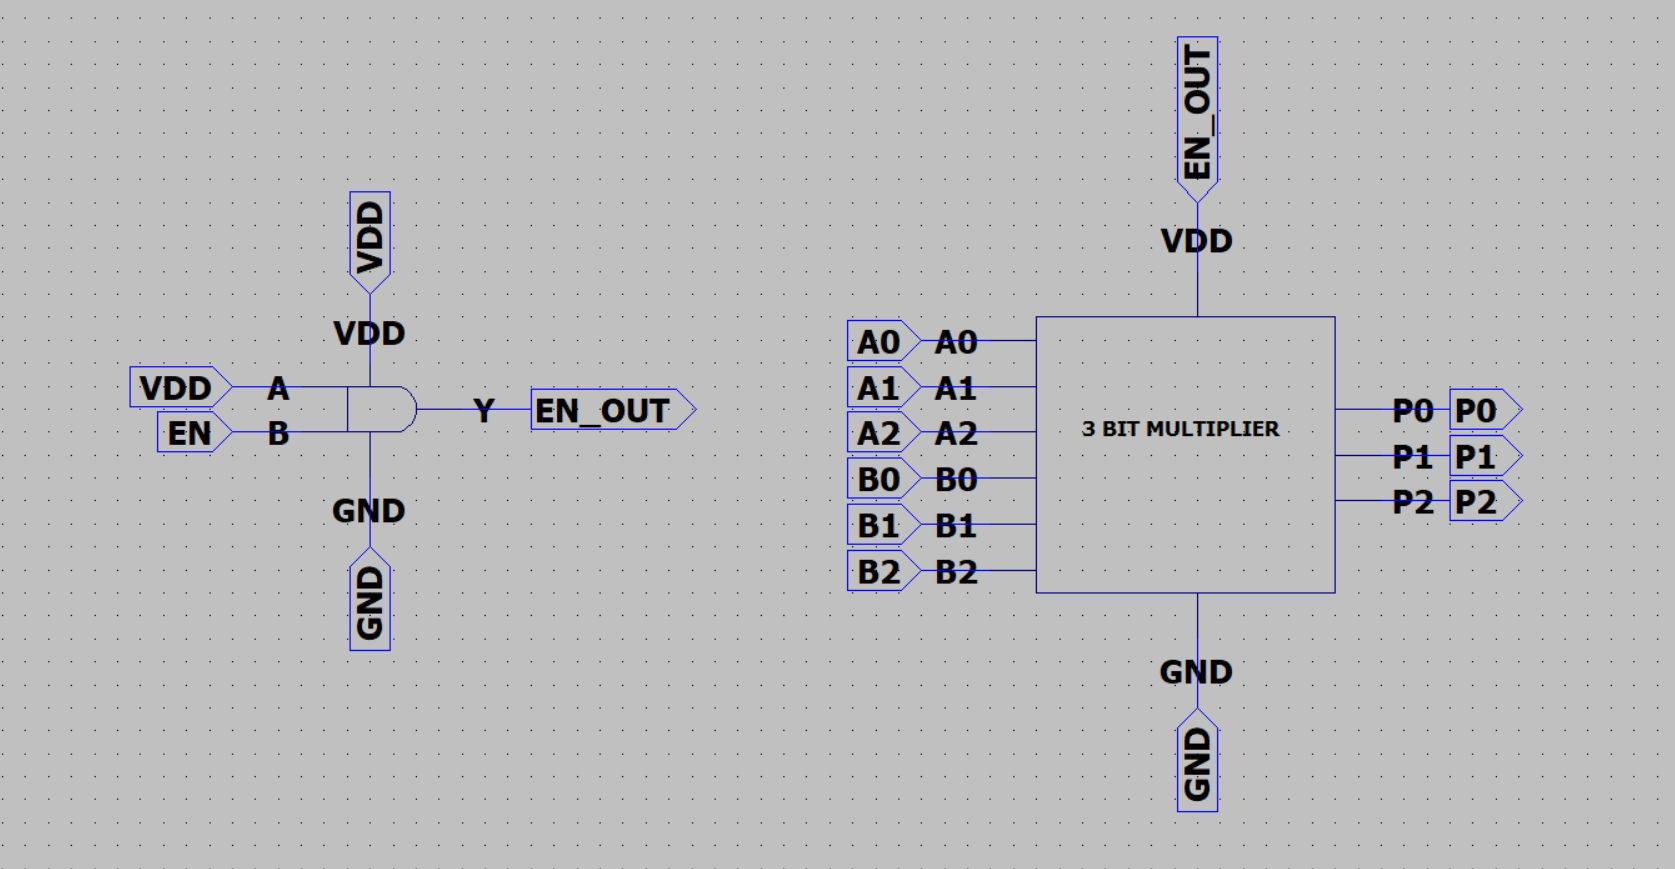 VDD
VDD
VDD A
EN B
Y EN_OUT
GND
GND
EN_OUT
VDD
A0 A0
A1 A1
A2 A2
B0 B0
B1 B1
B2 B2
3 BIT MULTIPLIER
P0 P0
P1 P1
P2 P2
GND
GND